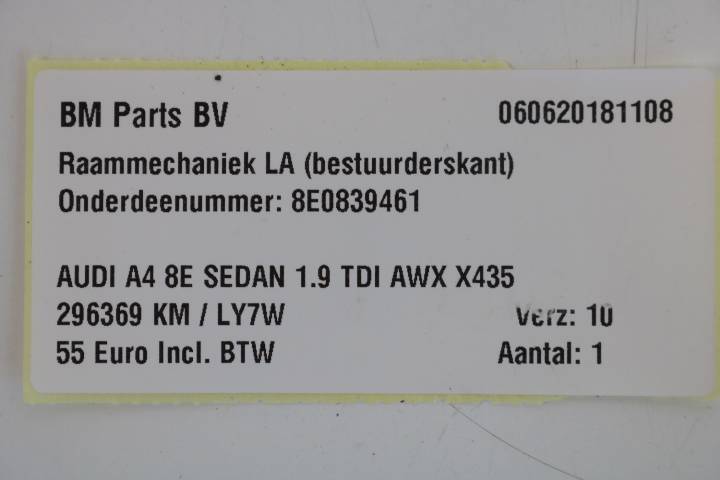 BM Parts BV 060620181108
Raammechaniek LA (bestuurderskant)
Onderdeenummer: 8E0839461
AUDI A4 8E SEDAN 1.9 TDI AWX X435
296369 KM / LY7W Verz: 10
55 Euro Incl. BTW Aantal: 1